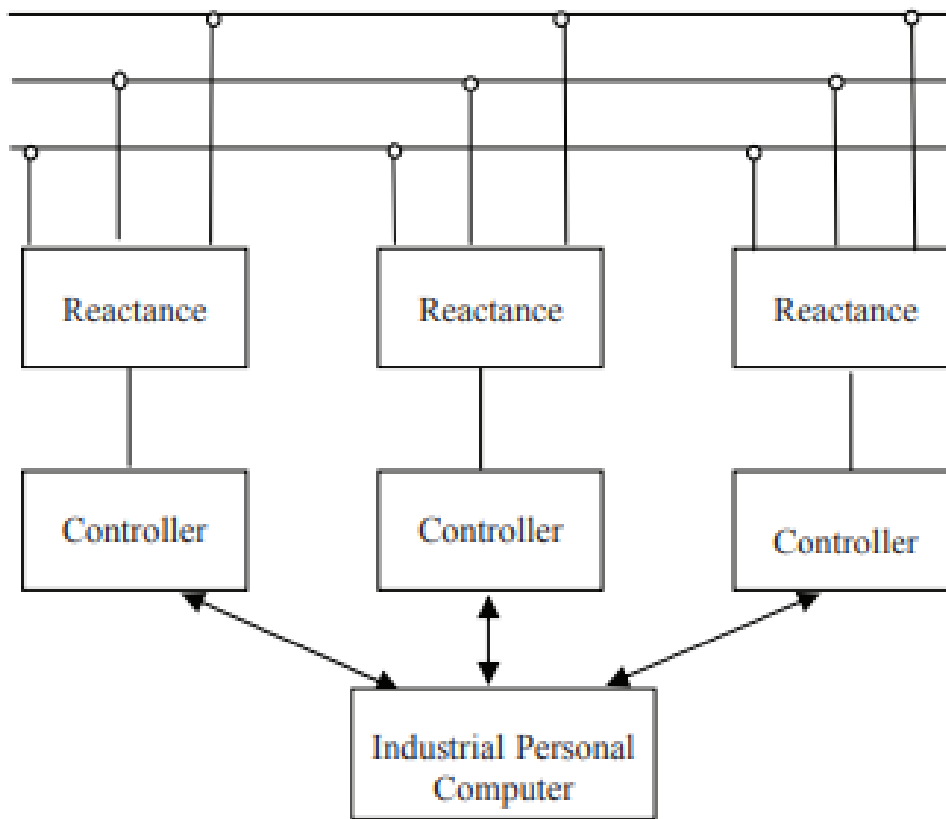 Reactance
Reactance
Reactance
Controller
Controller
Controller
Industrial Personal
Computer